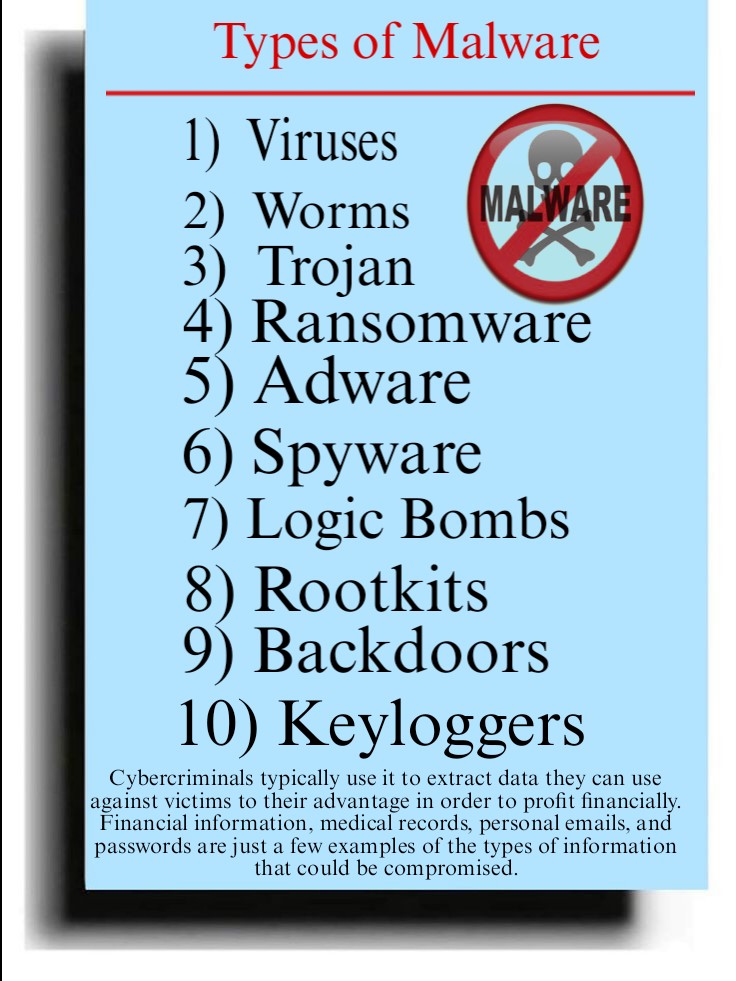 Types of Malware
1) Viruses
MALWARE
2) Worms
3) Trojan
4) Ransomware
5) Adware
6) Spyware
7) Logic Bombs
8) Rootkits
9) Backdoors
10) Keyloggers
Cybercriminals typically use it to extract data they can use
against victims to their advantage in order to profit financially.
Financial information, medical records, personal emails, and
passwords are just a few examples of the types of information
that could be compromised.